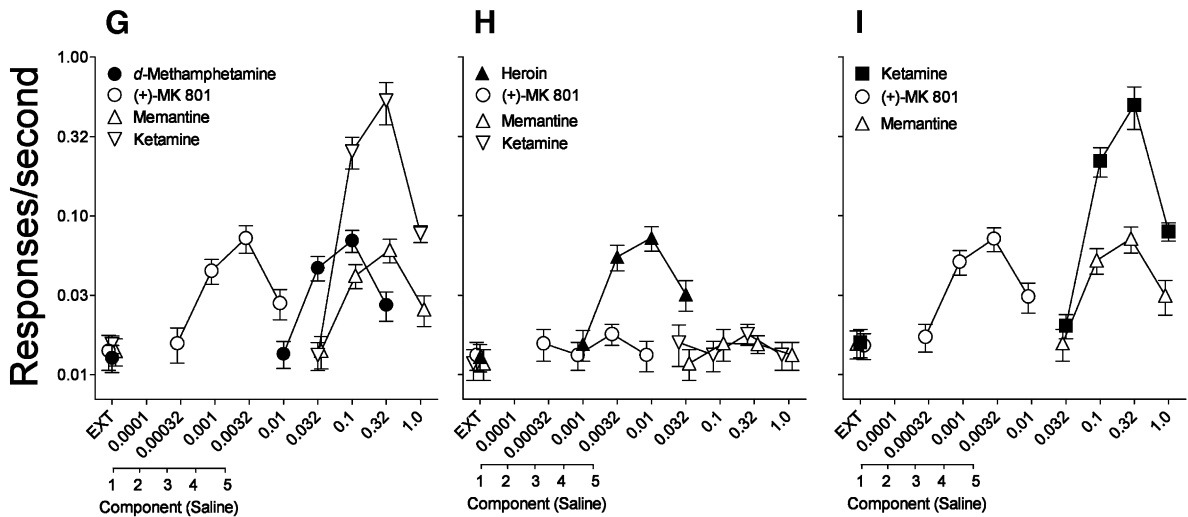 G
H
I
Responses/second
1.00
0.32
0.10
0.03
0.01
d-Methamphetamine
(+)-MK 801
Memantine
Ketamine
Heroin
(+)-MK 801
Memantine
Ketamine
Ketamine
(+)-MK 801
Memantine
EXT 0.0001 0.00032 0.001 0.0032 0.01 0.032 0.1 0.32 1.0
EXT 0.0001 0.00032 0.001 0.0032 0.01 0.032 0.1 0.32 1.0
EXT 0.0001 0.00032 0.001 0.0032 0.01 0.032 0.1 0.32 1.0
1 2 3 4 5
Component (Saline)
1 2 3 4 5
Component (Saline)
1 2 3 4 5
Component (Saline)